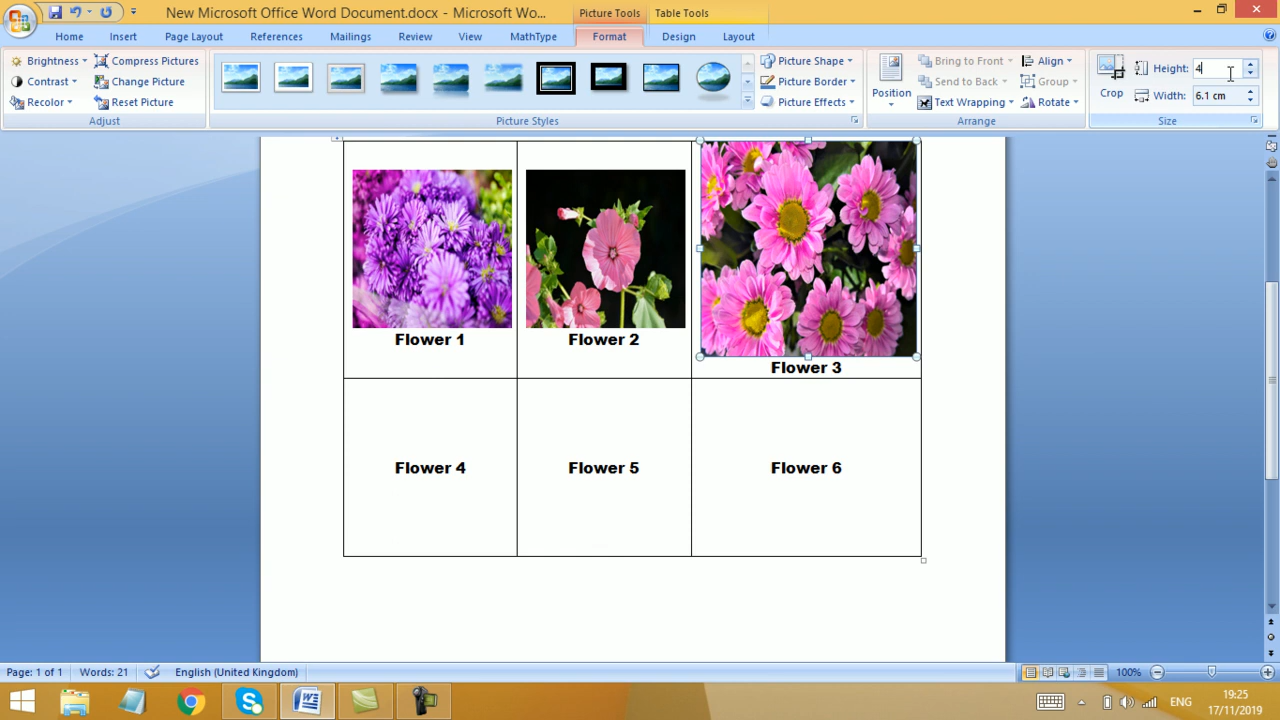 New Microsoft Office Word Document.docx - Microsoft Wo...
Picture Tools
Table Tools
Home
Insert
Page Layout
References
Mailings
Review
View
MathType
Format
Design
Layout
Brightness
Compress Pictures
Contrast
Change Picture
Recolor
Reset Picture
Adjust
Picture Styles
Picture Shape
Picture Border
Picture Effects
Position
Bring to Front
Send to Back
Text Wrapping
Align
Group
Rotate
Arrange
Crop
Height: 4
Width: 6.1 cm
Size
Flower 1
Flower 2
Flower 3
Flower 4
Flower 5
Flower 6
Page: 1 of 1
Words: 21
English (United Kingdom)
100%
ENG
19:25
17/11/2019